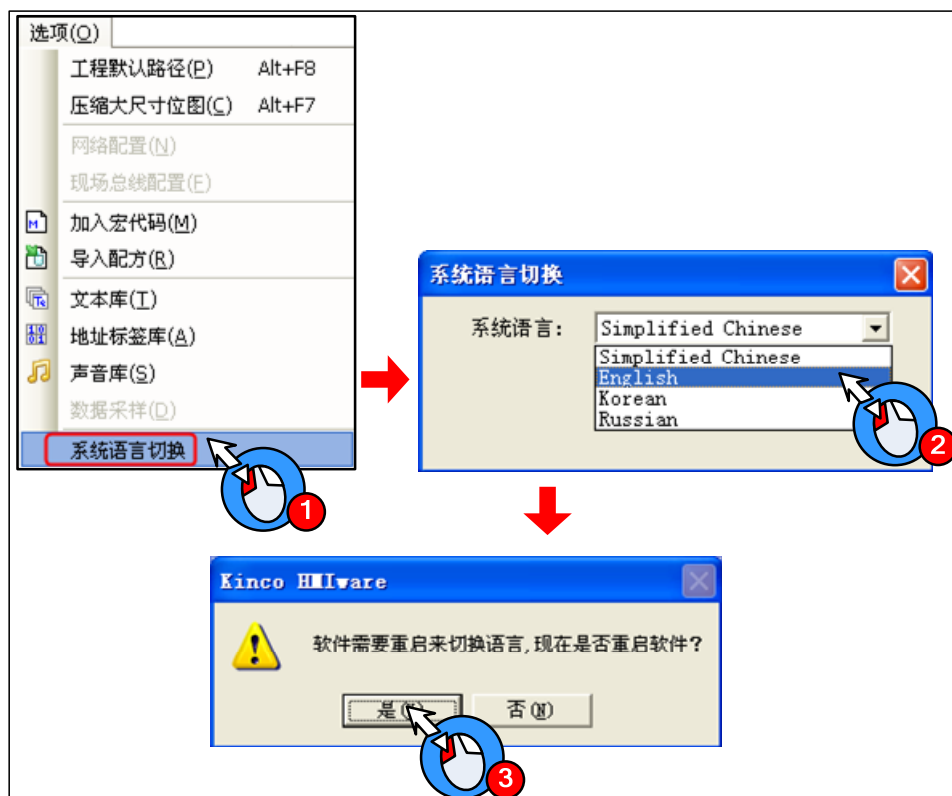 选项(O)
工程默认路径(P) Alt+F8
压缩大尺寸位图(C) Alt+F7
网络配置(N)
现场总线配置(F)
加入宏代码(M)
导入配方(R)
文本库(T)
地址标签库(A)
声音库(S)
数据采样(D)
系统语言切换
1
系统语言切换
系统语言:
Simplified Chinese
Simplified Chinese
English
Korean
Russian
2
Kinco HMIware
软件需要重启来切换语言,现在是否重启软件?
是
否(N)
3